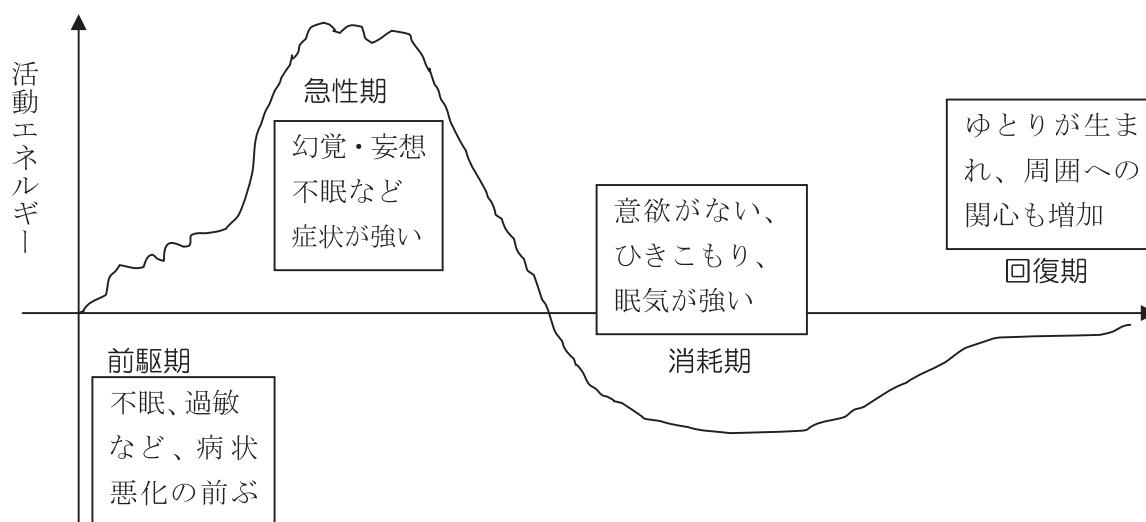 活動エネルギー
急性期
幻覚・妄想
不眠など
症状が強い
意欲がない、
ひきこもり、
眠気が強い
ゆとりが生ま
れ、周囲への
関心も増加
回復期
前駆期
不眠、過敏
など、病状
悪化の前ぶ
消耗期